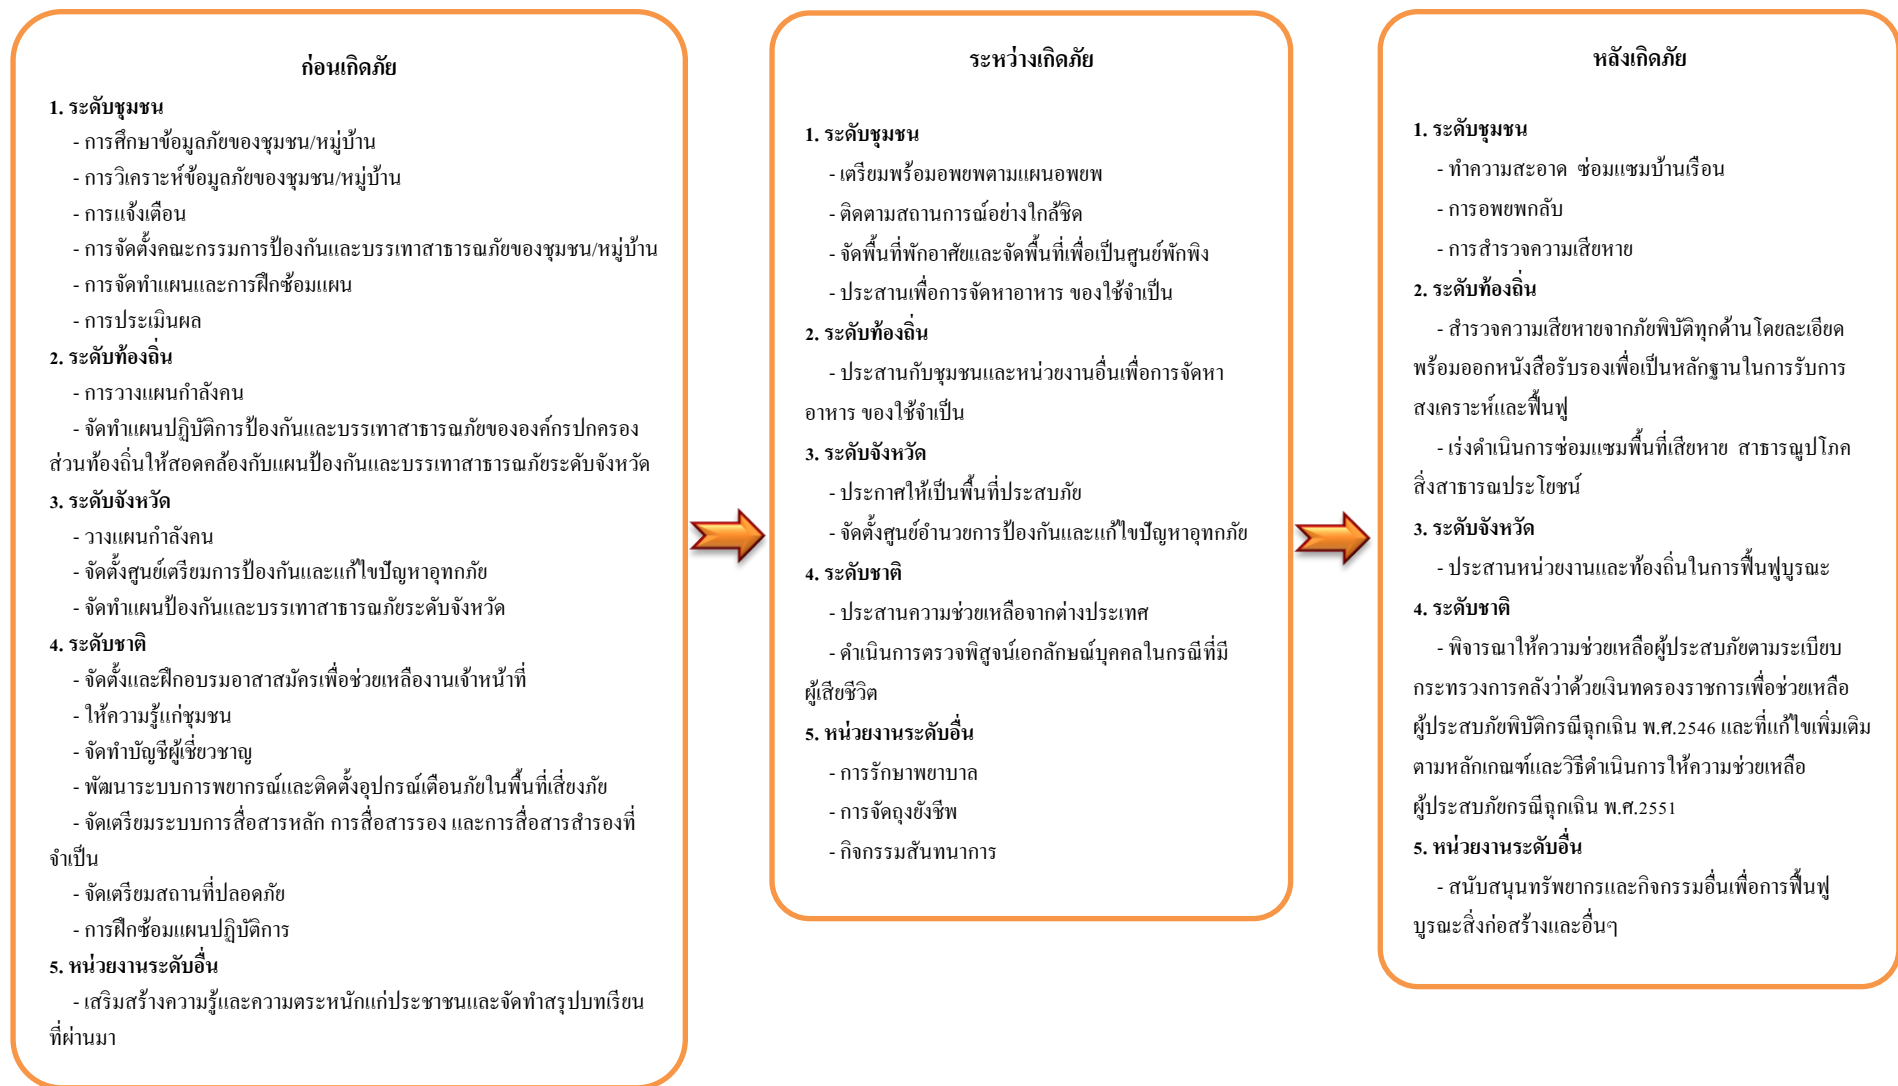 ก่อนเกิดภัย
1. ระดับชุมชน
- การศึกษาข้อมูลภัยของชุมชน/หมู่บ้าน
- การวิเคราะห์ข้อมูลภัยของชุมชน/หมู่บ้าน
- การแจ้งเตือน
- การจัดตั้งคณะกรรมการป้องกันและบรรเทาสาธารณภัยของชุมชน/หมู่บ้าน
- การจัดทำแผนและการฝึกซ้อมแผน
- การประเมินผล
2. ระดับท้องถิ่น
- การวางแผนกำลังคน
- จัดทำแผนปฏิบัติการป้องกันและบรรเทาสาธารณภัยขององค์กรปกครอง
ส่วนท้องถิ่นให้สอดคล้องกับแผนป้องกันและบรรเทาสาธารณภัยระดับจังหวัด
3. ระดับจังหวัด
- วางแผนกำลังคน
- จัดตั้งศูนย์เตรียมการป้องกันและแก้ไขปัญหาอุทกภัย
- จัดทำแผนป้องกันและบรรเทาสาธารณภัยระดับจังหวัด
4. ระดับชาติ
- จัดตั้งและฝึกอบรมอาสาสมัครเพื่อช่วยเหลืองานเจ้าหน้าที่
- ให้ความรู้แก่ชุมชน
- จัดทำบัญชีผู้เชี่ยวชาญ
- พัฒนาระบบการพยากรณ์และติดตั้งอุปกรณ์เตือนภัยในพื้นที่เสี่ยงภัย
- จัดเตรียมระบบการสื่อสารหลัก การสื่อสารรอง และการสื่อสารสำรองที่
จำเป็น
- จัดเตรียมสถานที่ปลอดภัย
- การฝึกซ้อมแผนปฏิบัติการ
5. หน่วยงานระดับอื่น
- เสริมสร้างความรู้และความตระหนักแก่ประชาชนและจัดทำสรุปบทเรียน
ที่ผ่านมา
ระหว่างเกิดภัย
1. ระดับชุมชน
- เตรียมพร้อมอพยพตามแผนอพยพ
- ติดตามสถานการณ์อย่างใกล้ชิด
- จัดพื้นที่พักอาศัยและจัดพื้นที่เพื่อเป็นศูนย์พักพิง
- ประสานเพื่อการจัดหาอาหาร ของใช้จำเป็น
2. ระดับท้องถิ่น
- ประสานกับชุมชนและหน่วยงานอื่นเพื่อการจัดหา
อาหาร ของใช้จำเป็น
3. ระดับจังหวัด
- ประกาศให้เป็นพื้นที่ประสบภัย
- จัดตั้งศูนย์อำนวยการป้องกันและแก้ไขปัญหาอุทกภัย
4. ระดับชาติ
- ประสานความช่วยเหลือจากต่างประเทศ
- ดำเนินการตรวจพิสูจน์เอกลักษณ์บุคคลในกรณีที่มี
ผู้เสียชีวิต
5. หน่วยงานระดับอื่น
- การรักษาพยาบาล
- การจัดถุงยังชีพ
- กิจกรรมสันทนาการ
หลังเกิดภัย
1. ระดับชุมชน
- ทำความสะอาด ซ่อมแซมบ้านเรือน
- การอพยพกลับ
- การสำรวจความเสียหาย
2. ระดับท้องถิ่น
- สำรวจความเสียหายจากภัยพิบัติทุกด้านโดยละเอียด
พร้อมออกหนังสือรับรองเพื่อเป็นหลักฐานในการรับการ
สงเคราะห์และฟื้นฟู
- เร่งดำเนินการซ่อมแซมพื้นที่เสียหาย สาธารณูปโภค
สิ่งสาธารณประโยชน์
3. ระดับจังหวัด
- ประสานหน่วยงานและท้องถิ่นในการฟื้นฟูบูรณะ
4. ระดับชาติ
- พิจารณาให้ความช่วยเหลือผู้ประสบภัยตามระเบียบ
กระทรวงการคลังว่าด้วยเงินทดรองราชการเพื่อช่วยเหลือ
ผู้ประสบภัยพิบัติกรณีฉุกเฉิน พ.ศ.2546 และที่แก้ไขเพิ่มเติม
ตามหลักเกณฑ์และวิธีดำเนินการให้ความช่วยเหลือ
ผู้ประสบภัยกรณีฉุกเฉิน พ.ศ.2551
5. หน่วยงานระดับอื่น
- สนับสนุนทรัพยากรและกิจกรรมอื่นเพื่อการฟื้นฟู
บูรณะสิ่งก่อสร้างและอื่นๆ